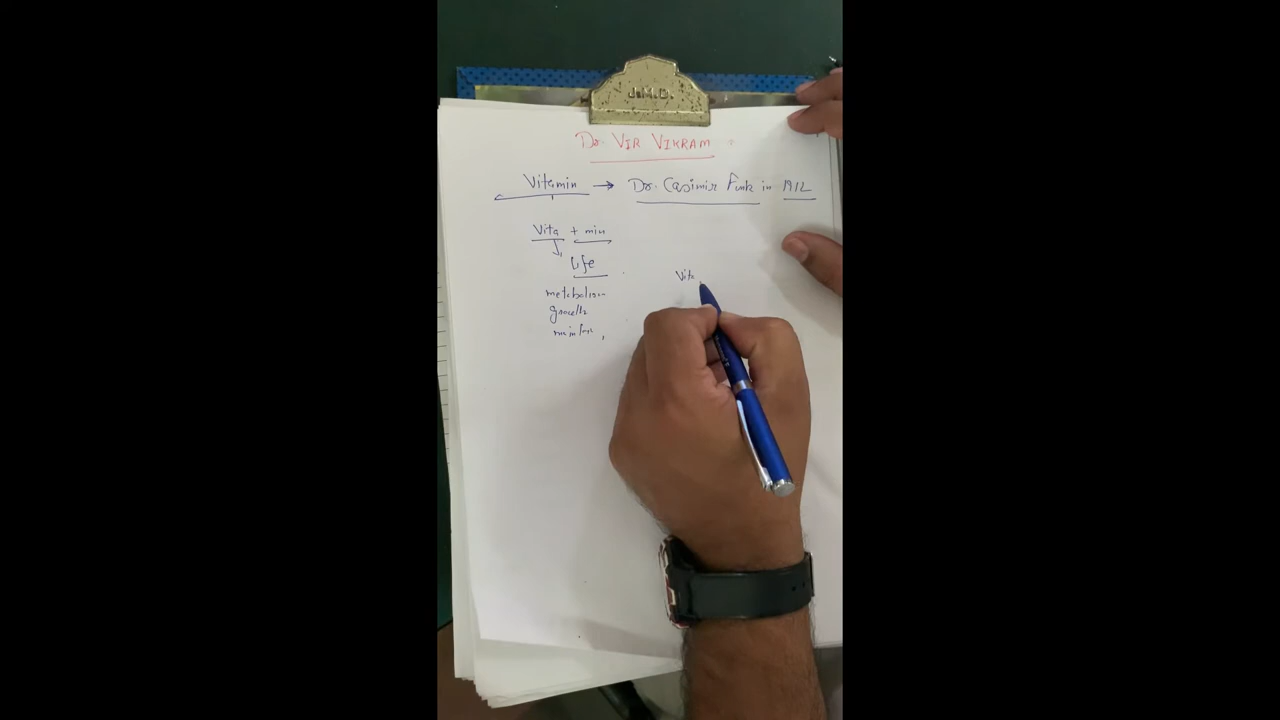 J.M.D.
Dr. VIR VIKRAM
Vitamin → Dr. Casimir Funk in 1912
Vita + min
Life
Vita
metabolism
growth